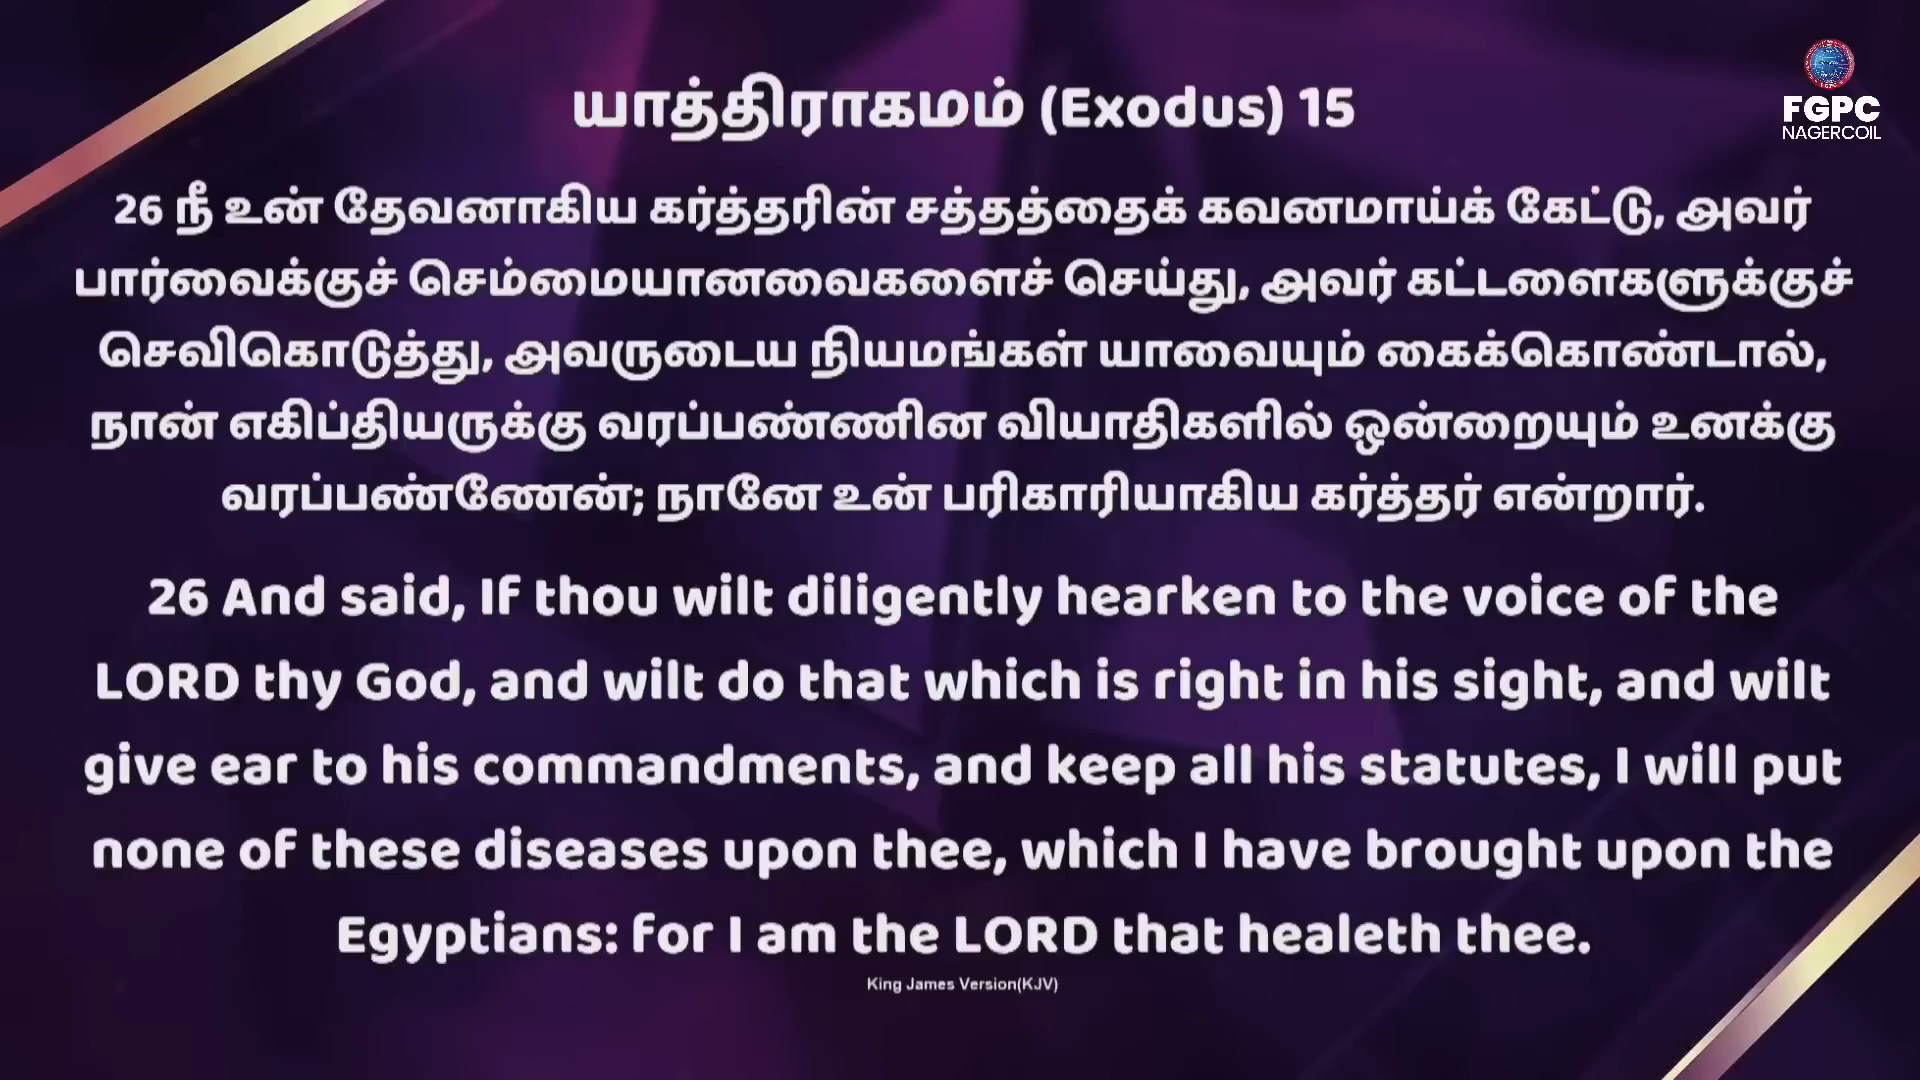 யாத்திராகமம் (Exodus) 15
26 நீ உன் தேவனாகிய கர்த்தரின் சத்தத்தைக் கவனமாய்க் கேட்டு, அவர்
பார்வைக்குச் செம்மையானவைகளைச் செய்து, அவர் கட்டளைகளுக்குச்
செவிகொடுத்து, அவருடைய நியமங்கள் யாவையும் கைக்கொண்டால்,
நான் எகிப்தியருக்கு வரப்பண்ணின வியாதிகளில் ஒன்றையும் உனக்கு
வரப்பண்ணேன்; நானே உன் பரிகாரியாகிய கர்த்தர் என்றார்.
26 And said, If thou wilt diligently hearken to the voice of the
LORD thy God, and wilt do that which is right in his sight, and wilt
give ear to his commandments, and keep all his statutes, I will put
none of these diseases upon thee, which I have brought upon the
Egyptians: for I am the LORD that healeth thee.
King James Version(KJV)
FGPC
NAGERCOIL